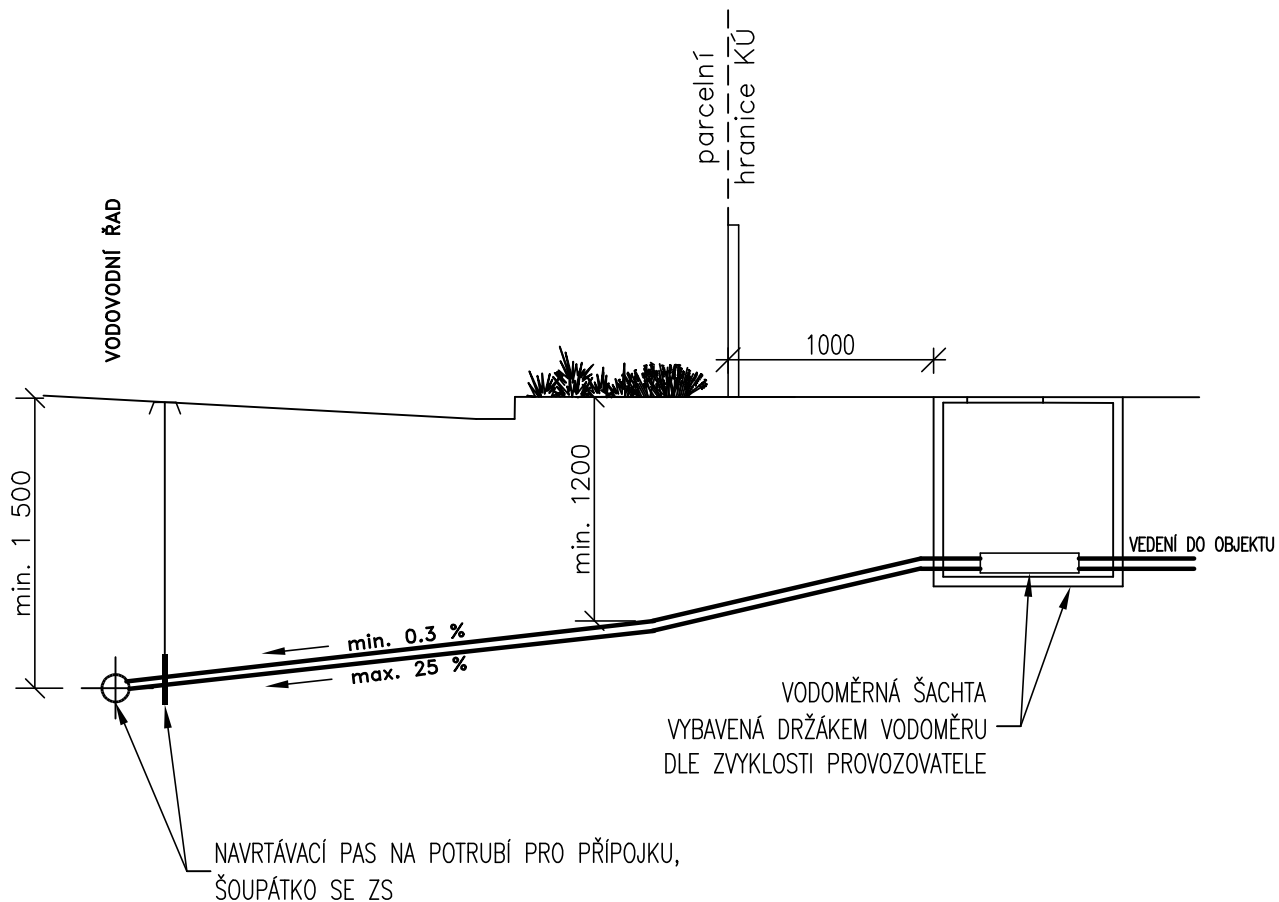 parcelní
hranice KÚ
VODOVODNÍ ŘAD
1000
min. 1 500
min. 1200
VEDENÍ DO OBJEKTU
min. 0.3 %
max. 25 %
VODOMĚRNÁ ŠACHTA
VYBAVENÁ DRŽÁKEM VODOMĚRU
DLE ZVYKLOSTI PROVOZOVATELE
NAVRTÁVACÍ PAS NA POTRUBÍ PRO PŘÍPOJKU,
ŠOUPÁTKO SE ZS